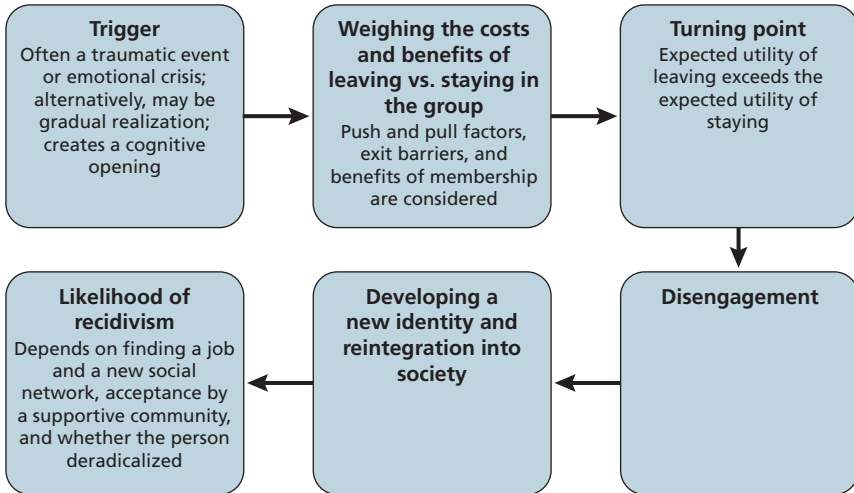 Trigger
Often a traumatic event
or emotional crisis;
alternatively, may be
gradual realization;
creates a cognitive
opening
Weighing the costs
and benefits of
leaving vs. staying in
the group
Push and pull factors,
exit barriers, and
benefits of membership
are considered
Turning point
Expected utility of
leaving exceeds the
expected utility of
staying
Disengagement
Developing a
new identity and
reintegration into
society
Likelihood of
recidivism
Depends on finding a job
and a new social
network, acceptance by
a supportive community,
and whether the person
deradicalized